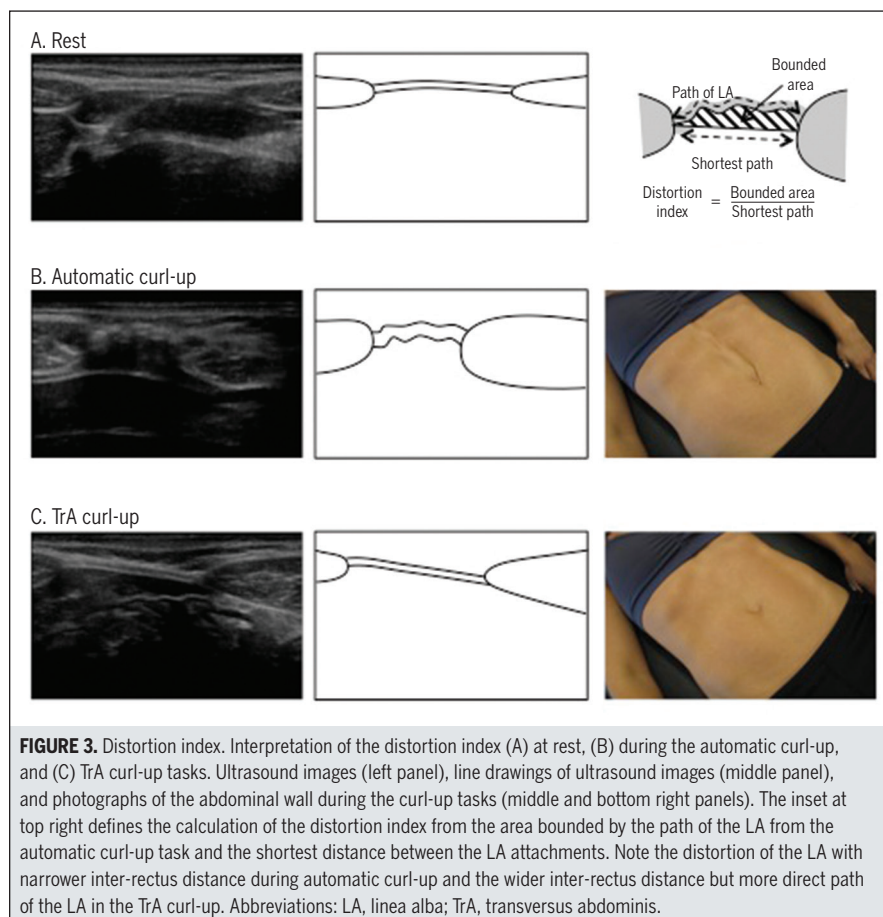 A. Rest
Path of LA
Bounded
area
Shortest path
Distortion
index
=
Bounded area
Shortest path
B. Automatic curl-up
C. TrA curl-up
FIGURE 3. Distortion index. Interpretation of the distortion index (A) at rest, (B) during the automatic curl-up,
and (C) TrA curl-up tasks. Ultrasound images (left panel), line drawings of ultrasound images (middle panel),
and photographs of the abdominal wall during the curl-up tasks (middle and bottom right panels). The inset at
top right defines the calculation of the distortion index from the area bounded by the path of the LA from the
automatic curl-up task and the shortest distance between the LA attachments. Note the distortion of the LA with
narrower inter-rectus distance during automatic curl-up and the wider inter-rectus distance but more direct path
of the LA in the TrA curl-up. Abbreviations: LA, linea alba; TrA, transversus abdominis.